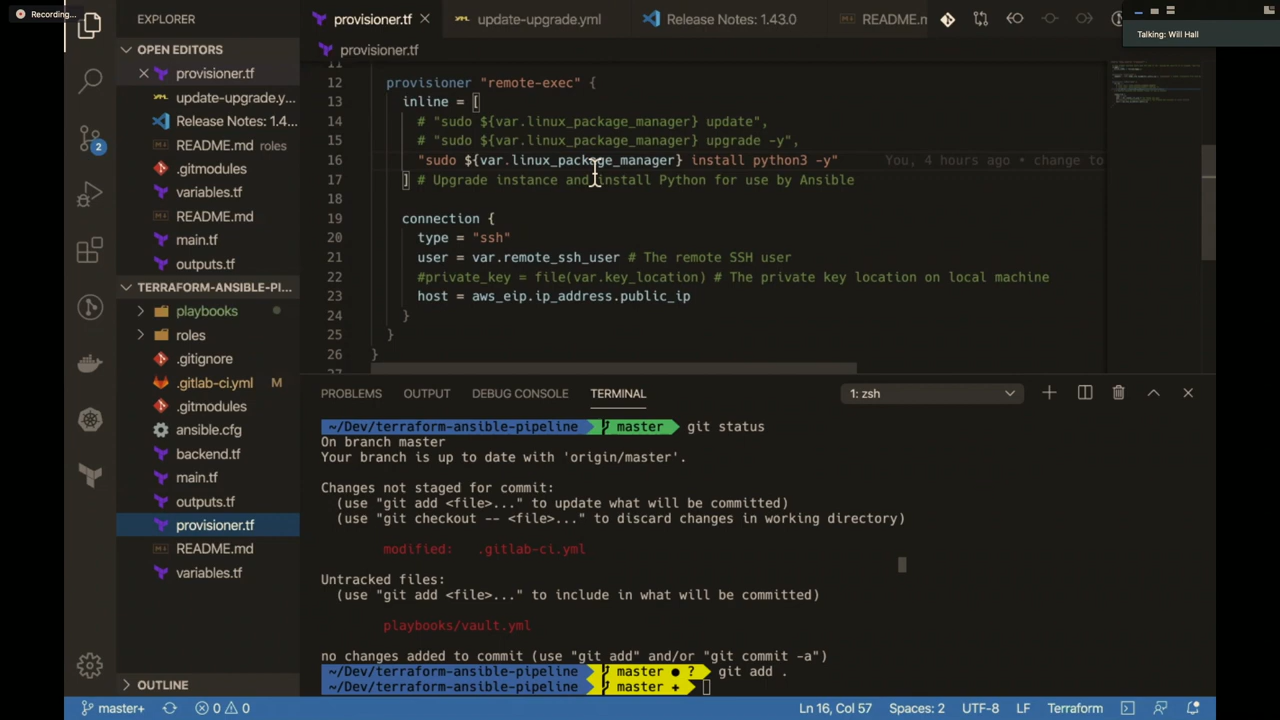 Recording...
Talking: Will Hall
EXPLORER
OPEN EDITORS
provisioner.tf
update-upgrade.y...
Release Notes: 1.4...
README.md roles
.gitmodules
variables.tf
README.md
main.tf
outputs.tf
TERRAFORM-ANSIBLE-PI...
playbooks
roles
.gitignore
.gitlab-ci.yml M
.gitmodules
ansible.cfg
backend.tf
main.tf
outputs.tf
provisioner.tf
README.md
variables.tf
OUTLINE
2
provisioner.tf
update-upgrade.yml
Release Notes: 1.43.0
README.m
provisioner.tf
11
12 provisioner "remote-exec" {
13 inline = [
14 # "sudo ${var.linux_package_manager} update",
15 # "sudo ${var.linux_package_manager} upgrade -y",
16 "sudo ${var.linux_package_manager} install python3 -y" You, 4 hours ago • change to
17 ] # Upgrade instance and install Python for use by Ansible
18
19 connection {
20 type = "ssh"
21 user = var.remote_ssh_user # The remote SSH user
22 #private_key = file(var.key_location) # The private key location on local machine
23 host = aws_eip.ip_address.public_ip
24 }
25 }
26 }
27
PROBLEMS OUTPUT DEBUG CONSOLE TERMINAL 1: zsh
~/Dev/terraform-ansible-pipeline master git status
On branch master
Your branch is up to date with 'origin/master'.
Changes not staged for commit:
(use "git add <file>..." to update what will be committed)
(use "git checkout -- <file>..." to discard changes in working directory)
modified: .gitlab-ci.yml
Untracked files:
(use "git add <file>..." to include in what will be committed)
playbooks/vault.yml
no changes added to commit (use "git add" and/or "git commit -a")
~/Dev/terraform-ansible-pipeline master ● ? git add .
~/Dev/terraform-ansible-pipeline master +
master+ 0 0 Ln 16, Col 57 Spaces: 2 UTF-8 LF Terraform